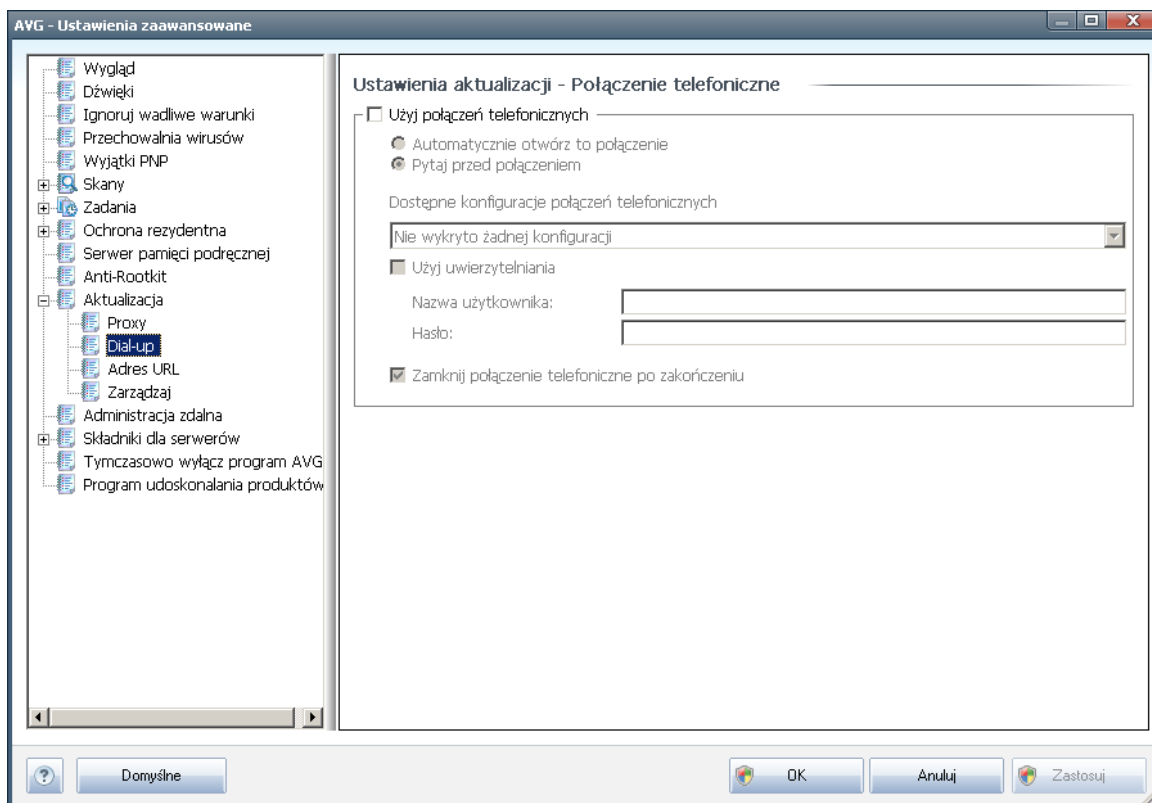 AVG - Ustawienia zaawansowane
Wygląd
Dźwięki
Ignoruj wadliwe warunki
Przechowalnia wirusów
Wyjątki PNP
Skany
Zadania
Ochrona rezydentna
Serwer pamięci podręcznej
Anti-Rootkit
Aktualizacja
Proxy
Dial-up
Adres URL
Zarządzaj
Administracja zdalna
Składniki dla serwerów
Tymczasowo wyłącz program AVG
Program udoskonalania produktów
Ustawienia aktualizacji - Połączenie telefoniczne
Użyj połączeń telefonicznych
Automatycznie otwórz to połączenie
Pytaj przed połączeniem
Dostępne konfiguracje połączeń telefonicznych
Nie wykryto żadnej konfiguracji
Użyj uwierzytelniania
Nazwa użytkownika:
Hasło:
Zamknij połączenie telefoniczne po zakończeniu
? Domyślne OK Anuluj Zastosuj